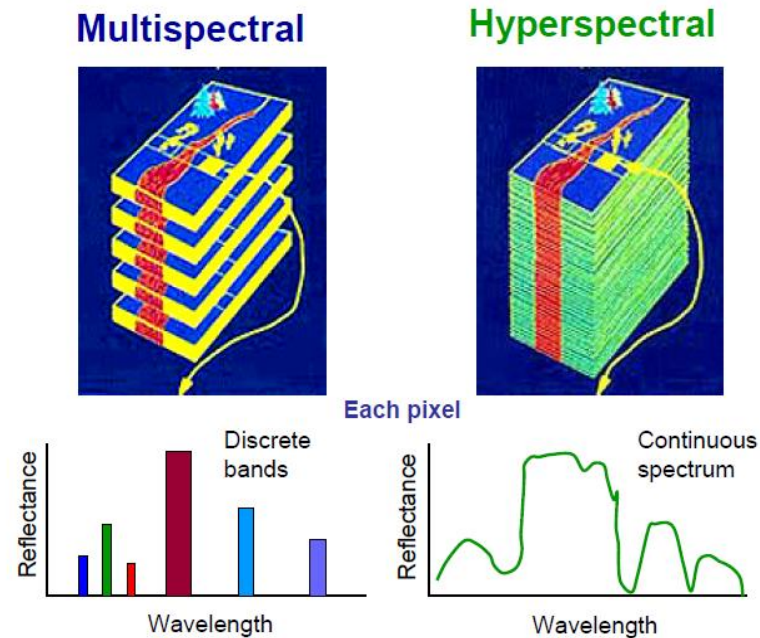 Multispectral
Hyperspectral
Each pixel
Discrete
bands
Reflectance
Wavelength
Continuous
spectrum
Reflectance
Wavelength